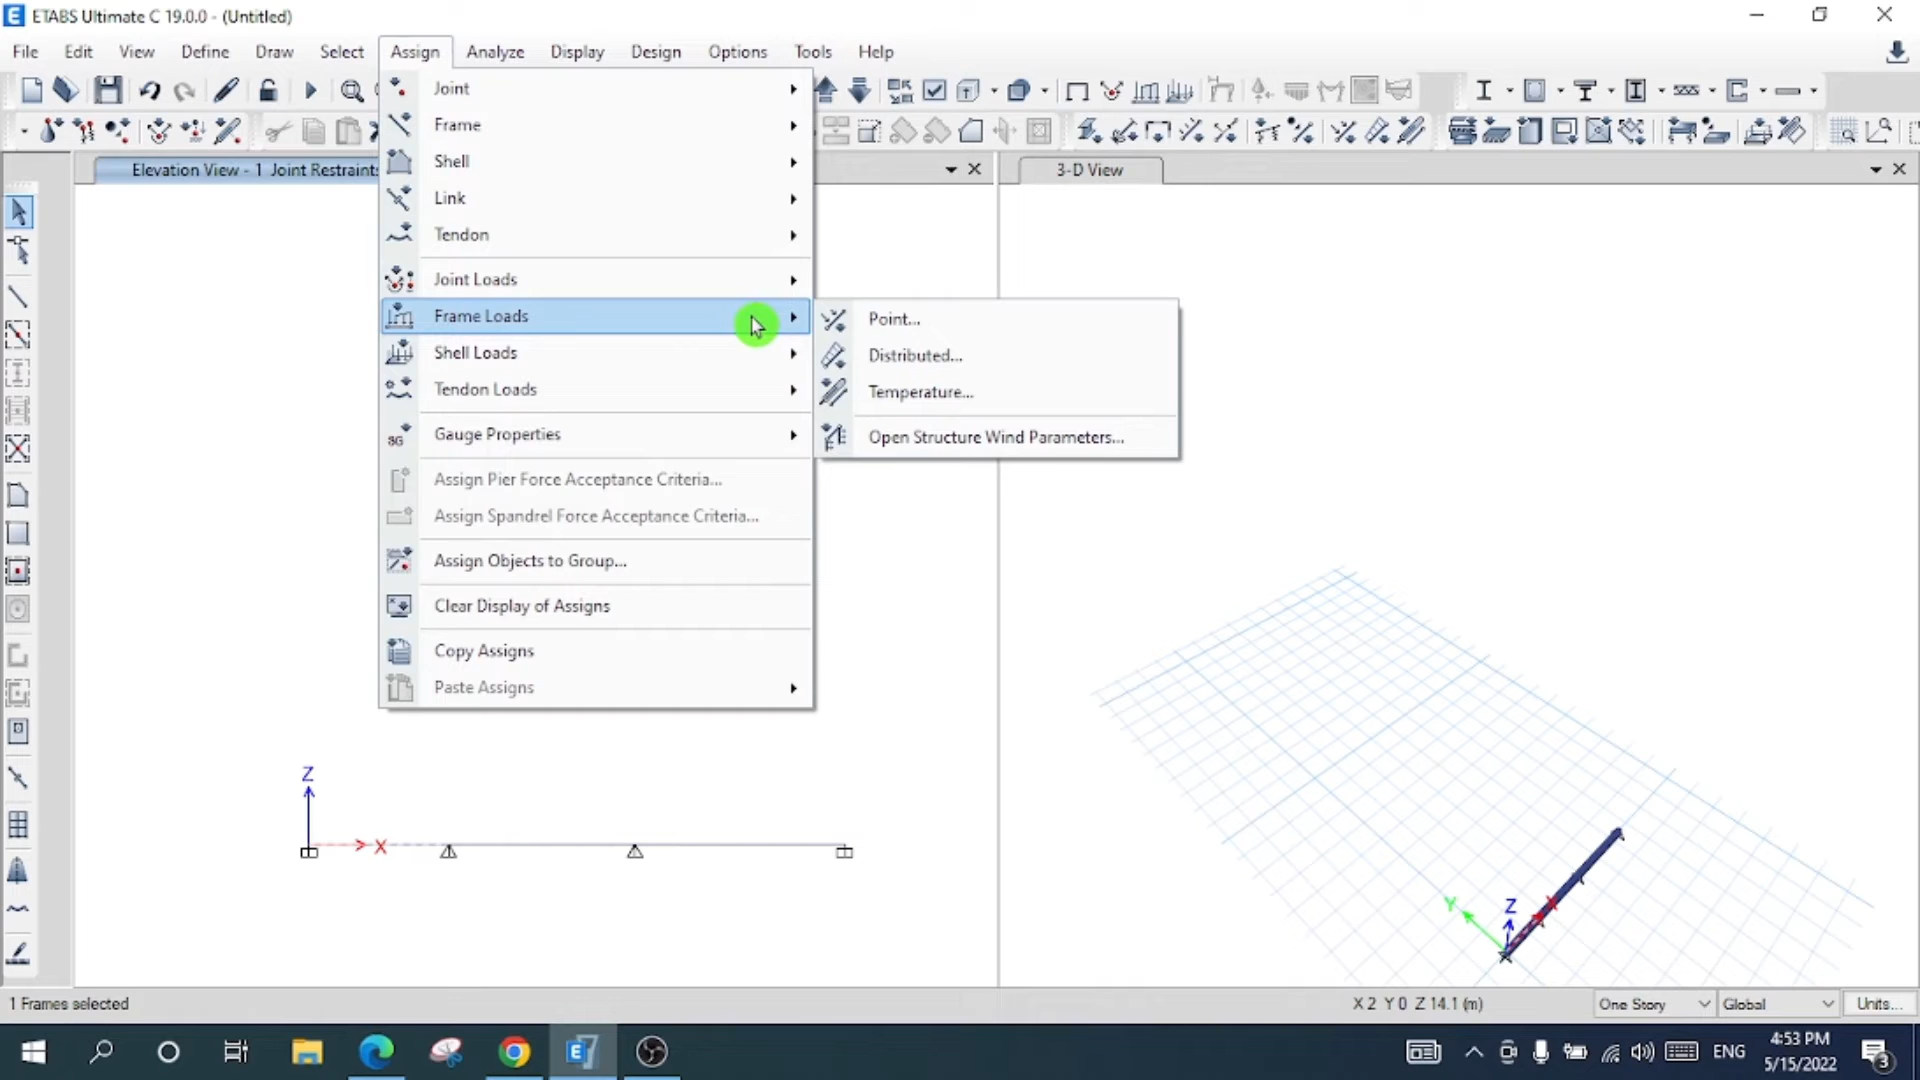 ETABS Ultimate C 19.0.0 - (Untitled)
File Edit View Define Draw Select Assign Analyze Display Design Options Tools Help
Elevation View - 1 Joint Restraints
3-D View
Joint
Frame
Shell
Link
Tendon
Joint Loads
Frame Loads
Shell Loads
Tendon Loads
Gauge Properties
Assign Pier Force Acceptance Criteria...
Assign Spandrel Force Acceptance Criteria...
Assign Objects to Group...
Clear Display of Assigns
Copy Assigns
Paste Assigns
Point...
Distributed...
Temperature...
Open Structure Wind Parameters...
Z
X
Y
Z
X
1 Frames selected
X 2 Y 0 Z 14.1 (m)
One Story
Global
Units...
ENG
4:53 PM
5/15/2022
3